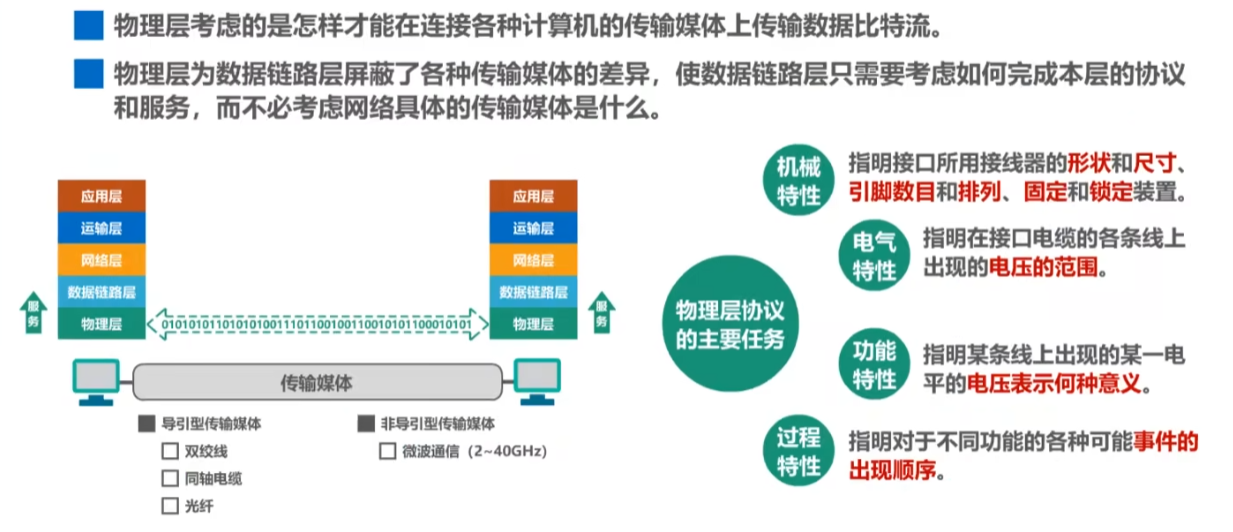 物理层考虑的是怎样才能在连接各种计算机的传输媒体上传输数据比特流。
物理层为数据链路层屏蔽了各种传输媒体的差异，使数据链路层只需要考虑如何完成本层的协议
和服务，而不必考虑网络具体的传输媒体是什么。
应用层
运输层
网络层
数据链路层
物理层
服务
010101011010101001110110010011001010110001010​1
应用层
运输层
网络层
数据链路层
物理层
服务
传输媒体
导引型传输媒体
双绞线
同轴电缆
光纤
非导引型传输媒体
微波通信（2~40GHz）
物理层协议
的主要任务
机械
特性
指明接口所用接线器的形状和尺寸、
引脚数目和排列、固定和锁定装置。
电气
特性
指明在接口电缆的各条线上
出现的电压的范围。
功能
特性
指明某条线上出现的某一电
平的电压表示何种意义。
过程
特性
指明对于不同功能的各种可能事件的
出现顺序。